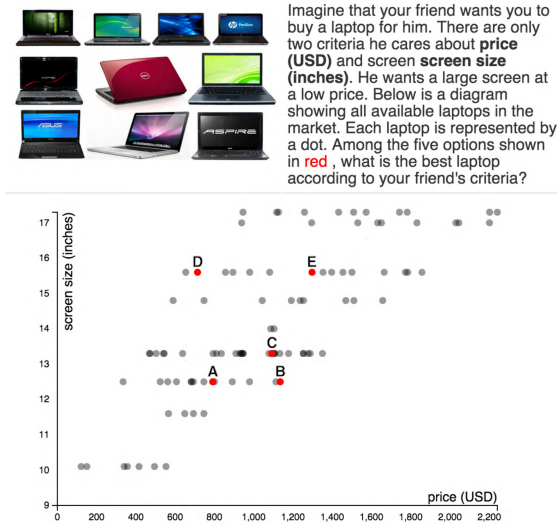 Imagine that your friend wants you to
buy a laptop for him. There are only
two criteria he cares about price
(USD) and screen screen size
(inches). He wants a large screen at
a low price. Below is a diagram
showing all available laptops in the
market. Each laptop is represented by
a dot. Among the five options shown
in red , what is the best laptop
according to your friend's criteria?
Pavilion
DELL
ASUS
ASPIRE
screen size (inches)
17
16
15
14
13
12
11
10
9
D
E
C
A
B
price (USD)
0
200
400
600
800
1,000
1,200
1,400
1,600
1,800
2,000
2,200